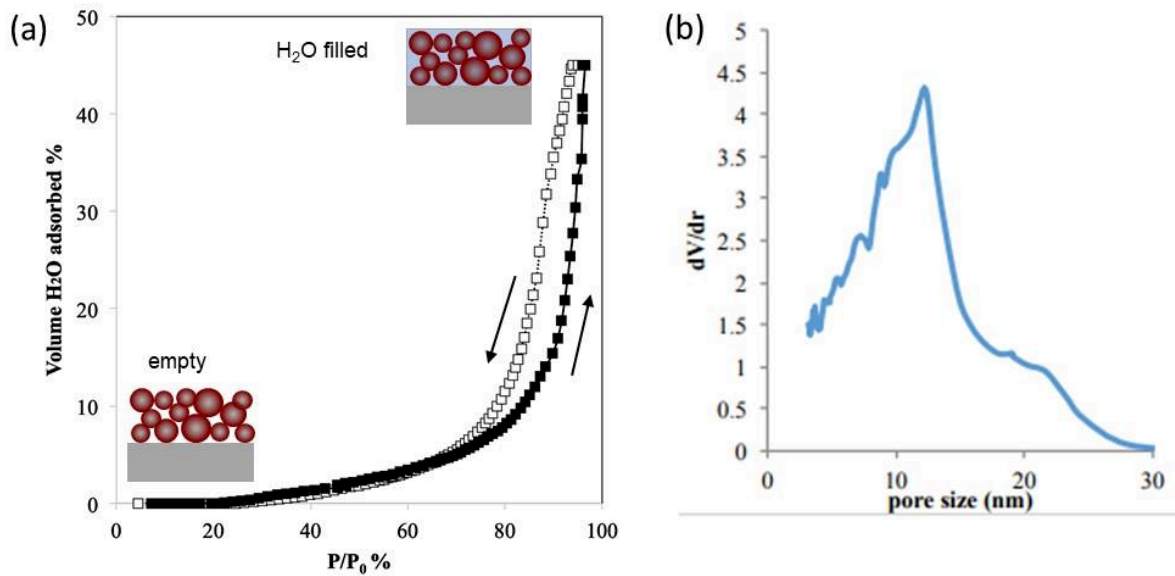 (a)
50
40
30
20
10
0
Volume H₂O adsorbed %
H₂O filled
empty
0 20 40 60 80 100
P/P₀ %
(b)
5
4.5
4
3.5
3
2.5
2
1.5
1
0.5
0
dV/dr
0 10 20 30
pore size (nm)